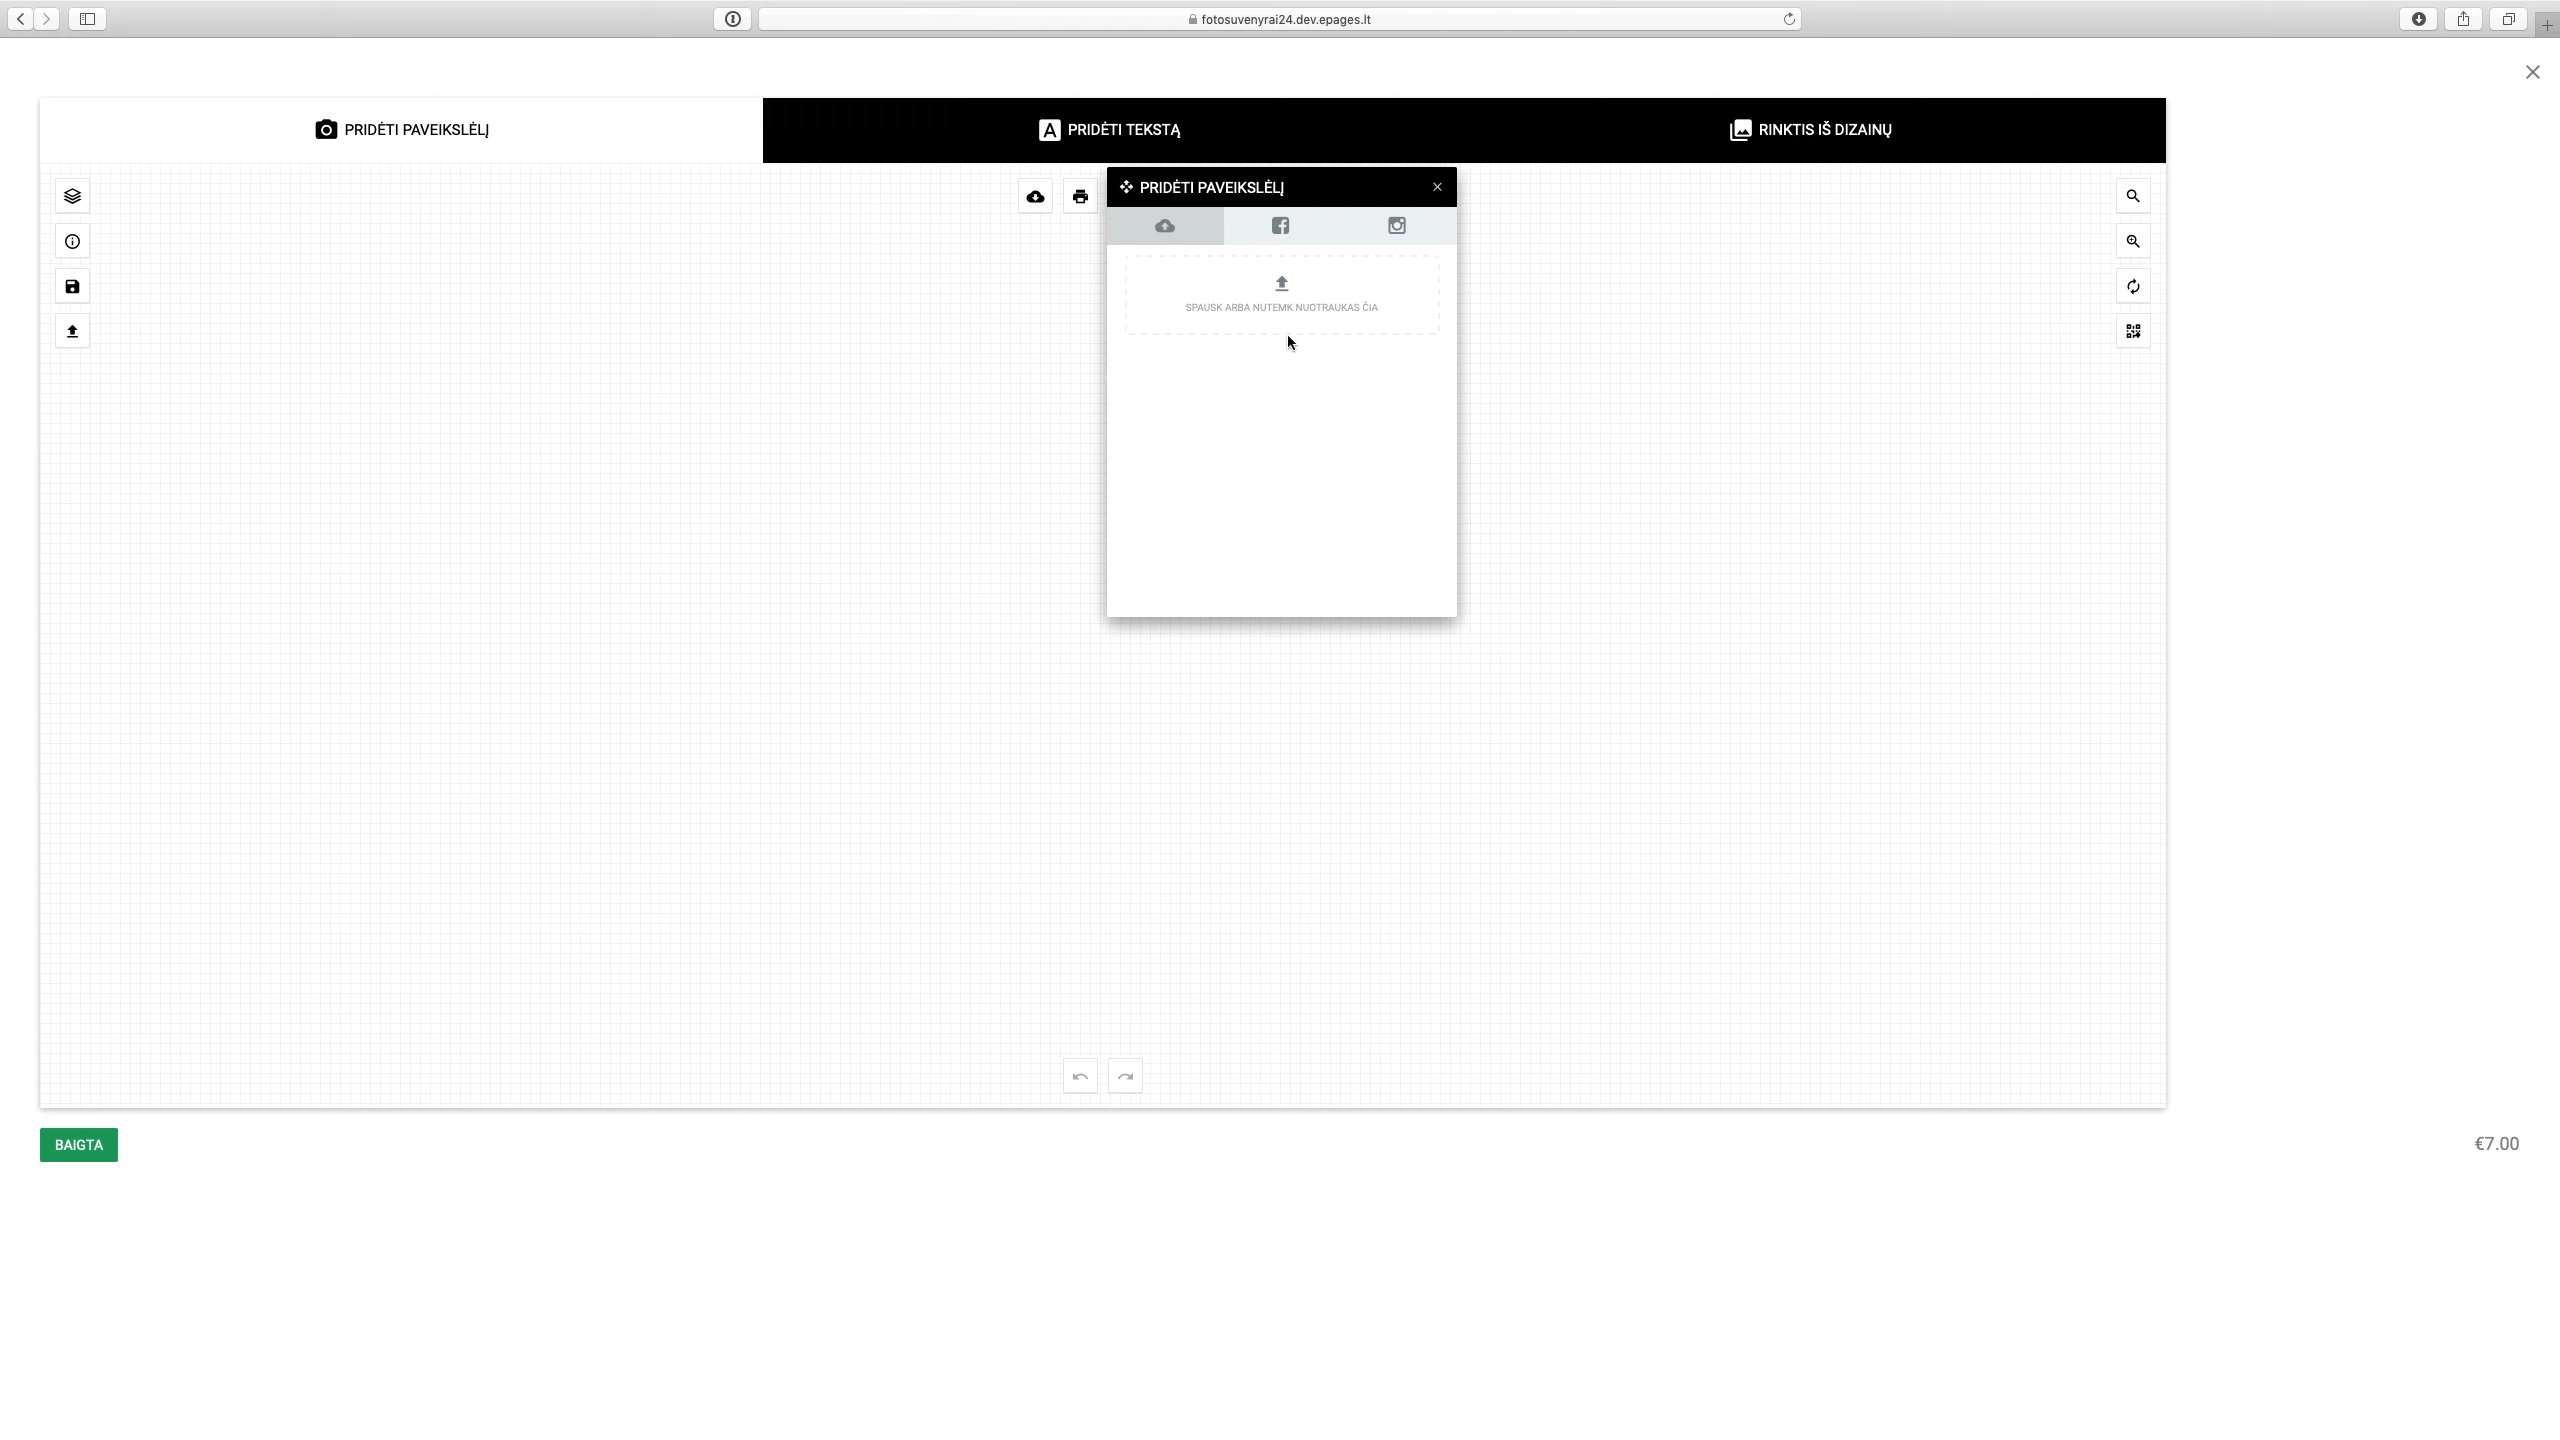 fotosuvenyrai24.dev.epages.lt
PRIDĖTI PAVEIKSLĖLĮ
PRIDĖTI TEKSTĄ
RINKTIS IŠ DIZAINŲ
PRIDĖTI PAVEIKSLĖLĮ
SPAUSK ARBA NUTEMK NUOTRAUKAS ČIA
BAIGTA
€7.00